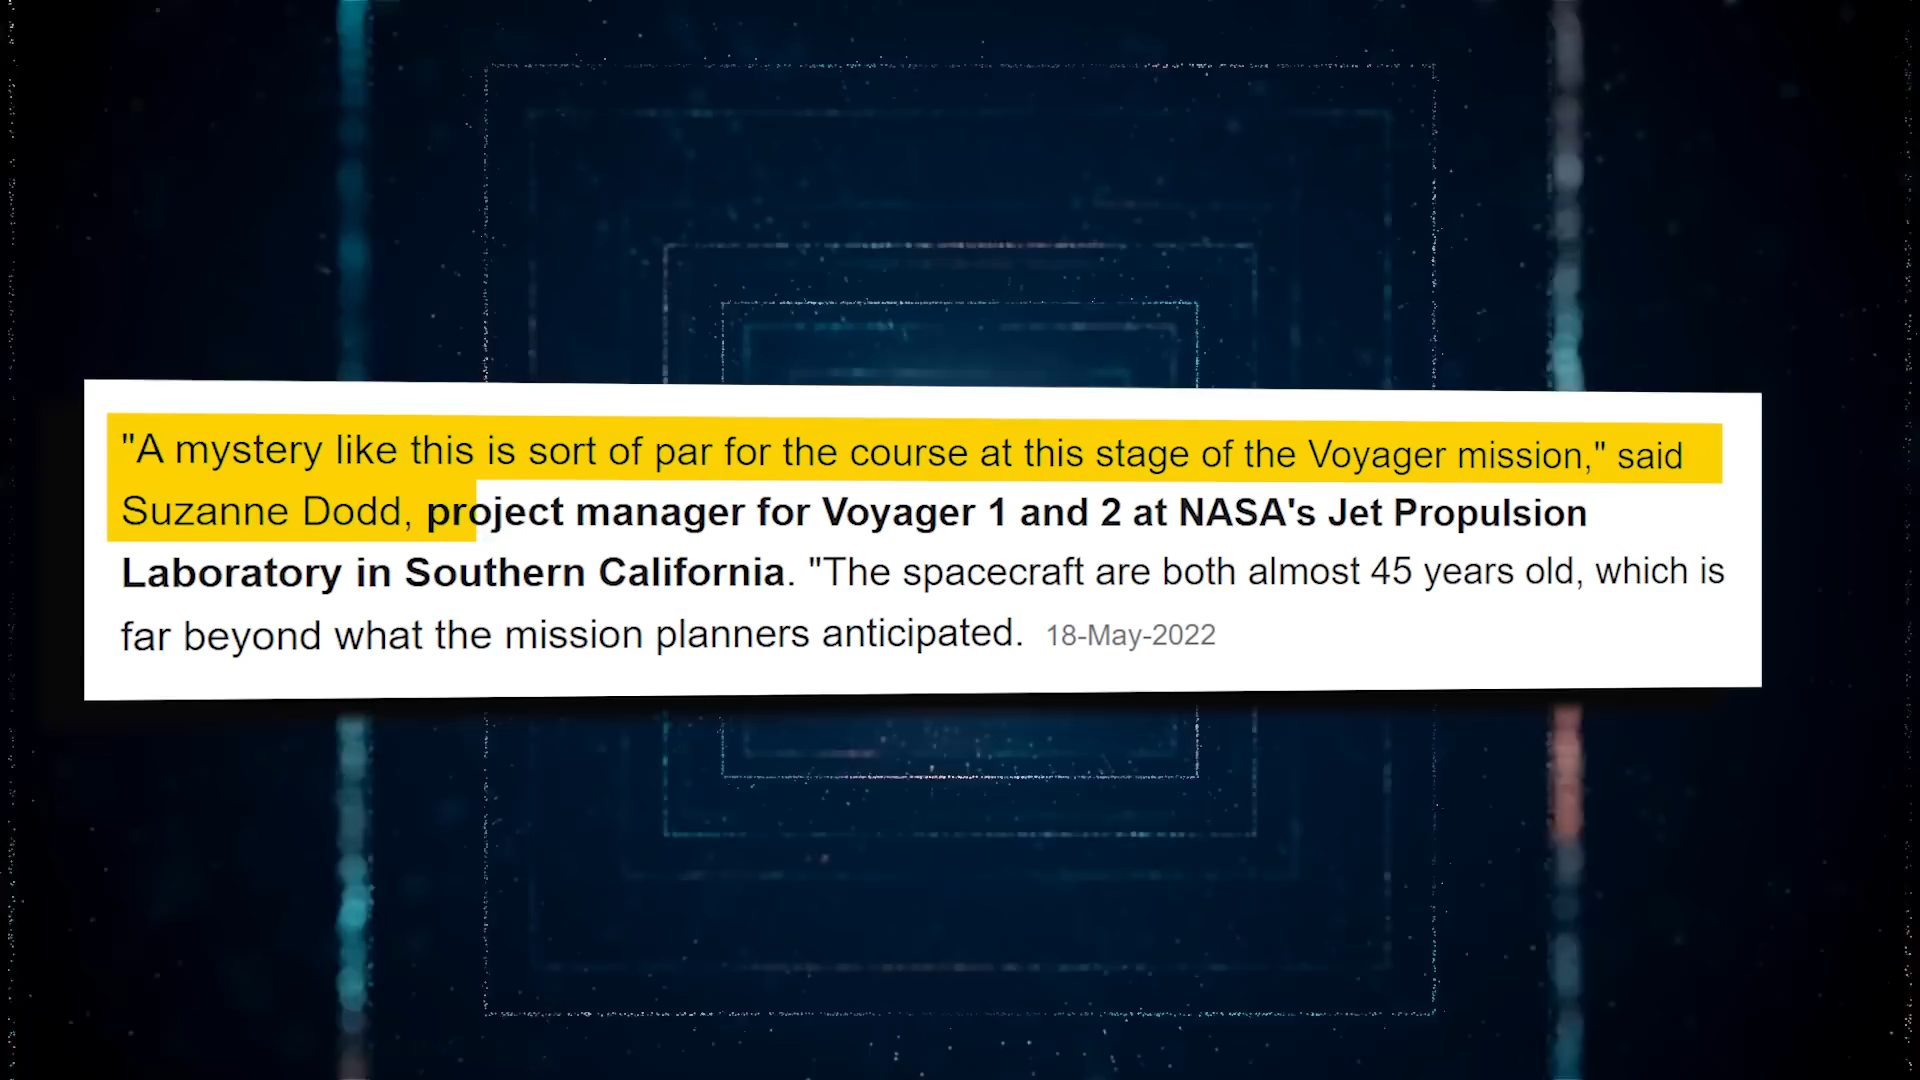 "A mystery like this is sort of par for the course at this stage of the Voyager mission," said
Suzanne Dodd, project manager for Voyager 1 and 2 at NASA's Jet Propulsion
Laboratory in Southern California. "The spacecraft are both almost 45 years old, which is
far beyond what the mission planners anticipated. 18-May-2022